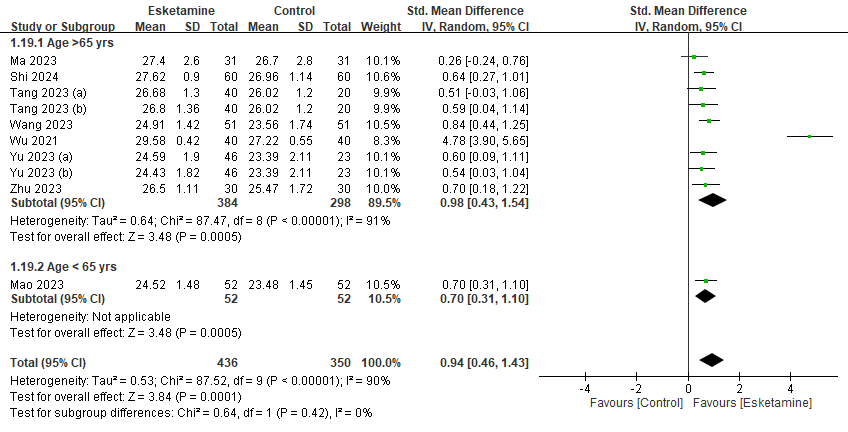 Esketamine Control Std. Mean Difference Std. Mean Difference
Study or Subgroup Mean SD Total Mean SD Total Weight IV, Random, 95% CI IV, Random, 95% CI
1.19.1 Age >65 yrs
Ma 2023 27.4 2.6 31 26.7 2.8 31 10.1% 0.26 [-0.24, 0.76]
Shi 2024 27.62 0.9 60 26.96 1.14 60 10.6% 0.64 [0.27, 1.01]
Tang 2023 (a) 26.68 1.3 40 26.02 1.2 20 9.9% 0.51 [-0.03, 1.06]
Tang 2023 (b) 26.8 1.36 40 26.02 1.2 20 9.9% 0.59 [0.04, 1.14]
Wang 2023 24.91 1.42 51 23.56 1.74 51 10.5% 0.84 [0.44, 1.25]
Wu 2021 29.58 0.42 40 27.22 0.55 40 8.3% 4.78 [3.90, 5.65]
Yu 2023 (a) 24.59 1.9 46 23.39 2.11 23 10.1% 0.60 [0.09, 1.11]
Yu 2023 (b) 24.43 1.82 46 23.39 2.11 23 10.1% 0.54 [0.03, 1.04]
Zhu 2023 26.5 1.11 30 25.47 1.72 30 10.0% 0.70 [0.18, 1.22]
Subtotal (95% CI) 384 298 89.5% 0.98 [0.43, 1.54]
Heterogeneity: Tau² = 0.64; Chi² = 87.47, df = 8 (P < 0.00001); I² = 91%
Test for overall effect: Z = 3.48 (P = 0.0005)
1.19.2 Age < 65 yrs
Mao 2023 24.52 1.48 52 23.48 1.45 52 10.5% 0.70 [0.31, 1.10]
Subtotal (95% CI) 52 52 10.5% 0.70 [0.31, 1.10]
Heterogeneity: Not applicable
Test for overall effect: Z = 3.48 (P = 0.0005)
Total (95% CI) 436 350 100.0% 0.94 [0.46, 1.43]
Heterogeneity: Tau² = 0.53; Chi² = 87.52, df = 9 (P < 0.00001); I² = 90%
Test for overall effect: Z = 3.84 (P = 0.0001)
Test for subgroup differences: Chi² = 0.64, df = 1 (P = 0.42), I² = 0%
-4 -2 0 2 4
Favours [Control] Favours [Esketamine]